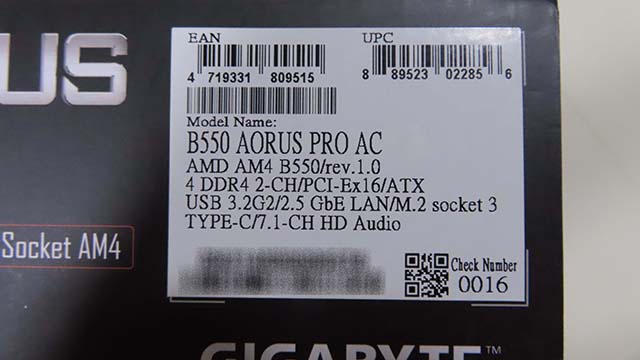 US
EAN
UPC
4 719331 809515
8 89523 02285 6
Model Name:
B550 AORUS PRO AC
AMD AM4 B550/rev.1.0
4 DDR4 2-CH/PCI-Ex16/ATX
USB 3.2G2/2.5 GbE LAN/M.2 socket 3
TYPE-C/7.1-CH HD Audio
Socket AM4
Check Number
0016
GIGABYTE™